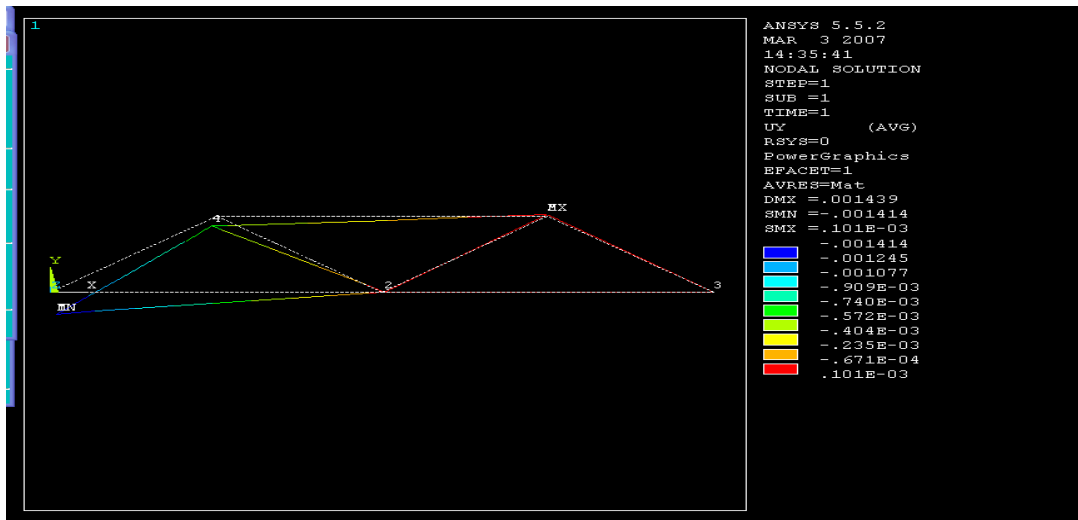 1
ANSYS 5.5.2
MAR 3 2007
14:35:41
NODAL SOLUTION
STEP=1
SUB =1
TIME=1
UY (AVG)
RSYS=0
PowerGraphics
EFACET=1
AVRES=Mat
DMX =.001439
SMN =-.001414
SMX =.101E-03
-.001414
-.001245
-.001077
-.909E-03
-.740E-03
-.572E-03
-.404E-03
-.235E-03
-.671E-04
.101E-03
MX
Y
X
2
3
MN